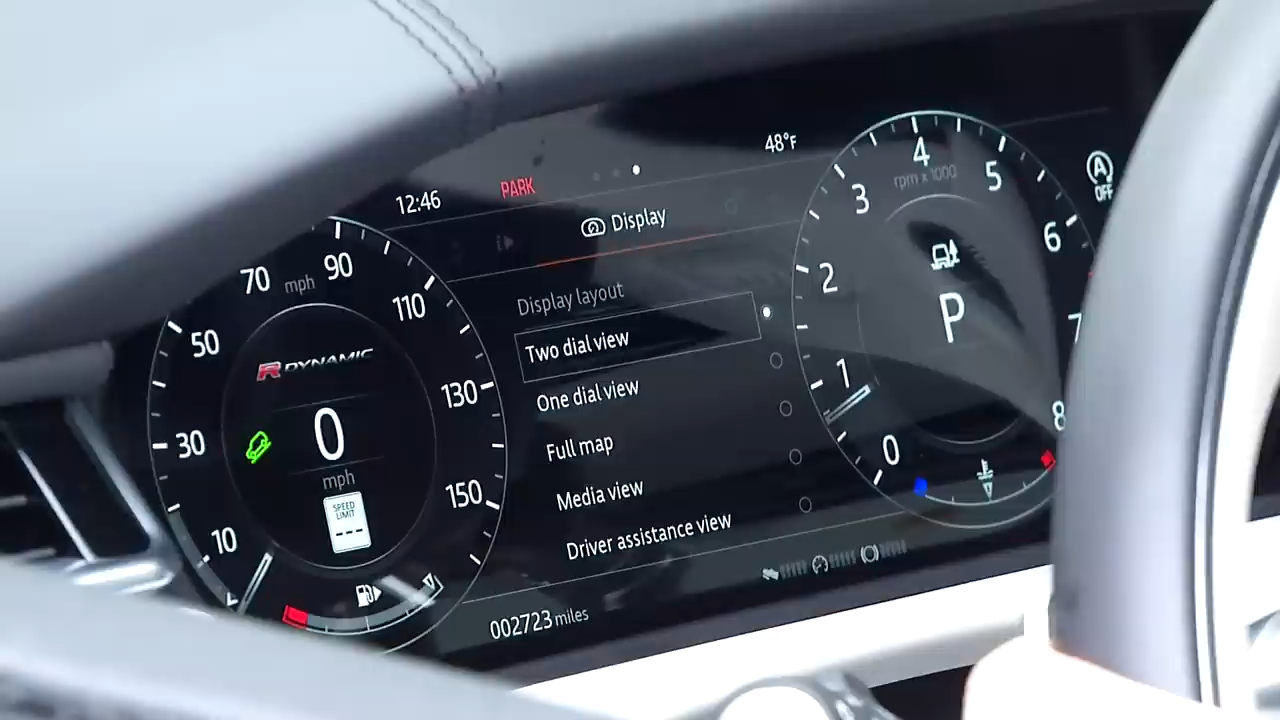 12:46
PARK
48°F
Display
Display layout
Two dial view
One dial view
Full map
Media view
Driver assistance view
002723 miles
10
30
50
70
90
110
130
150
mph
R DYNAMIC
0
mph
SPEED
LIMIT
---
0
1
2
3
4
5
6
7
8
rpm x 1000
P
A
OFF